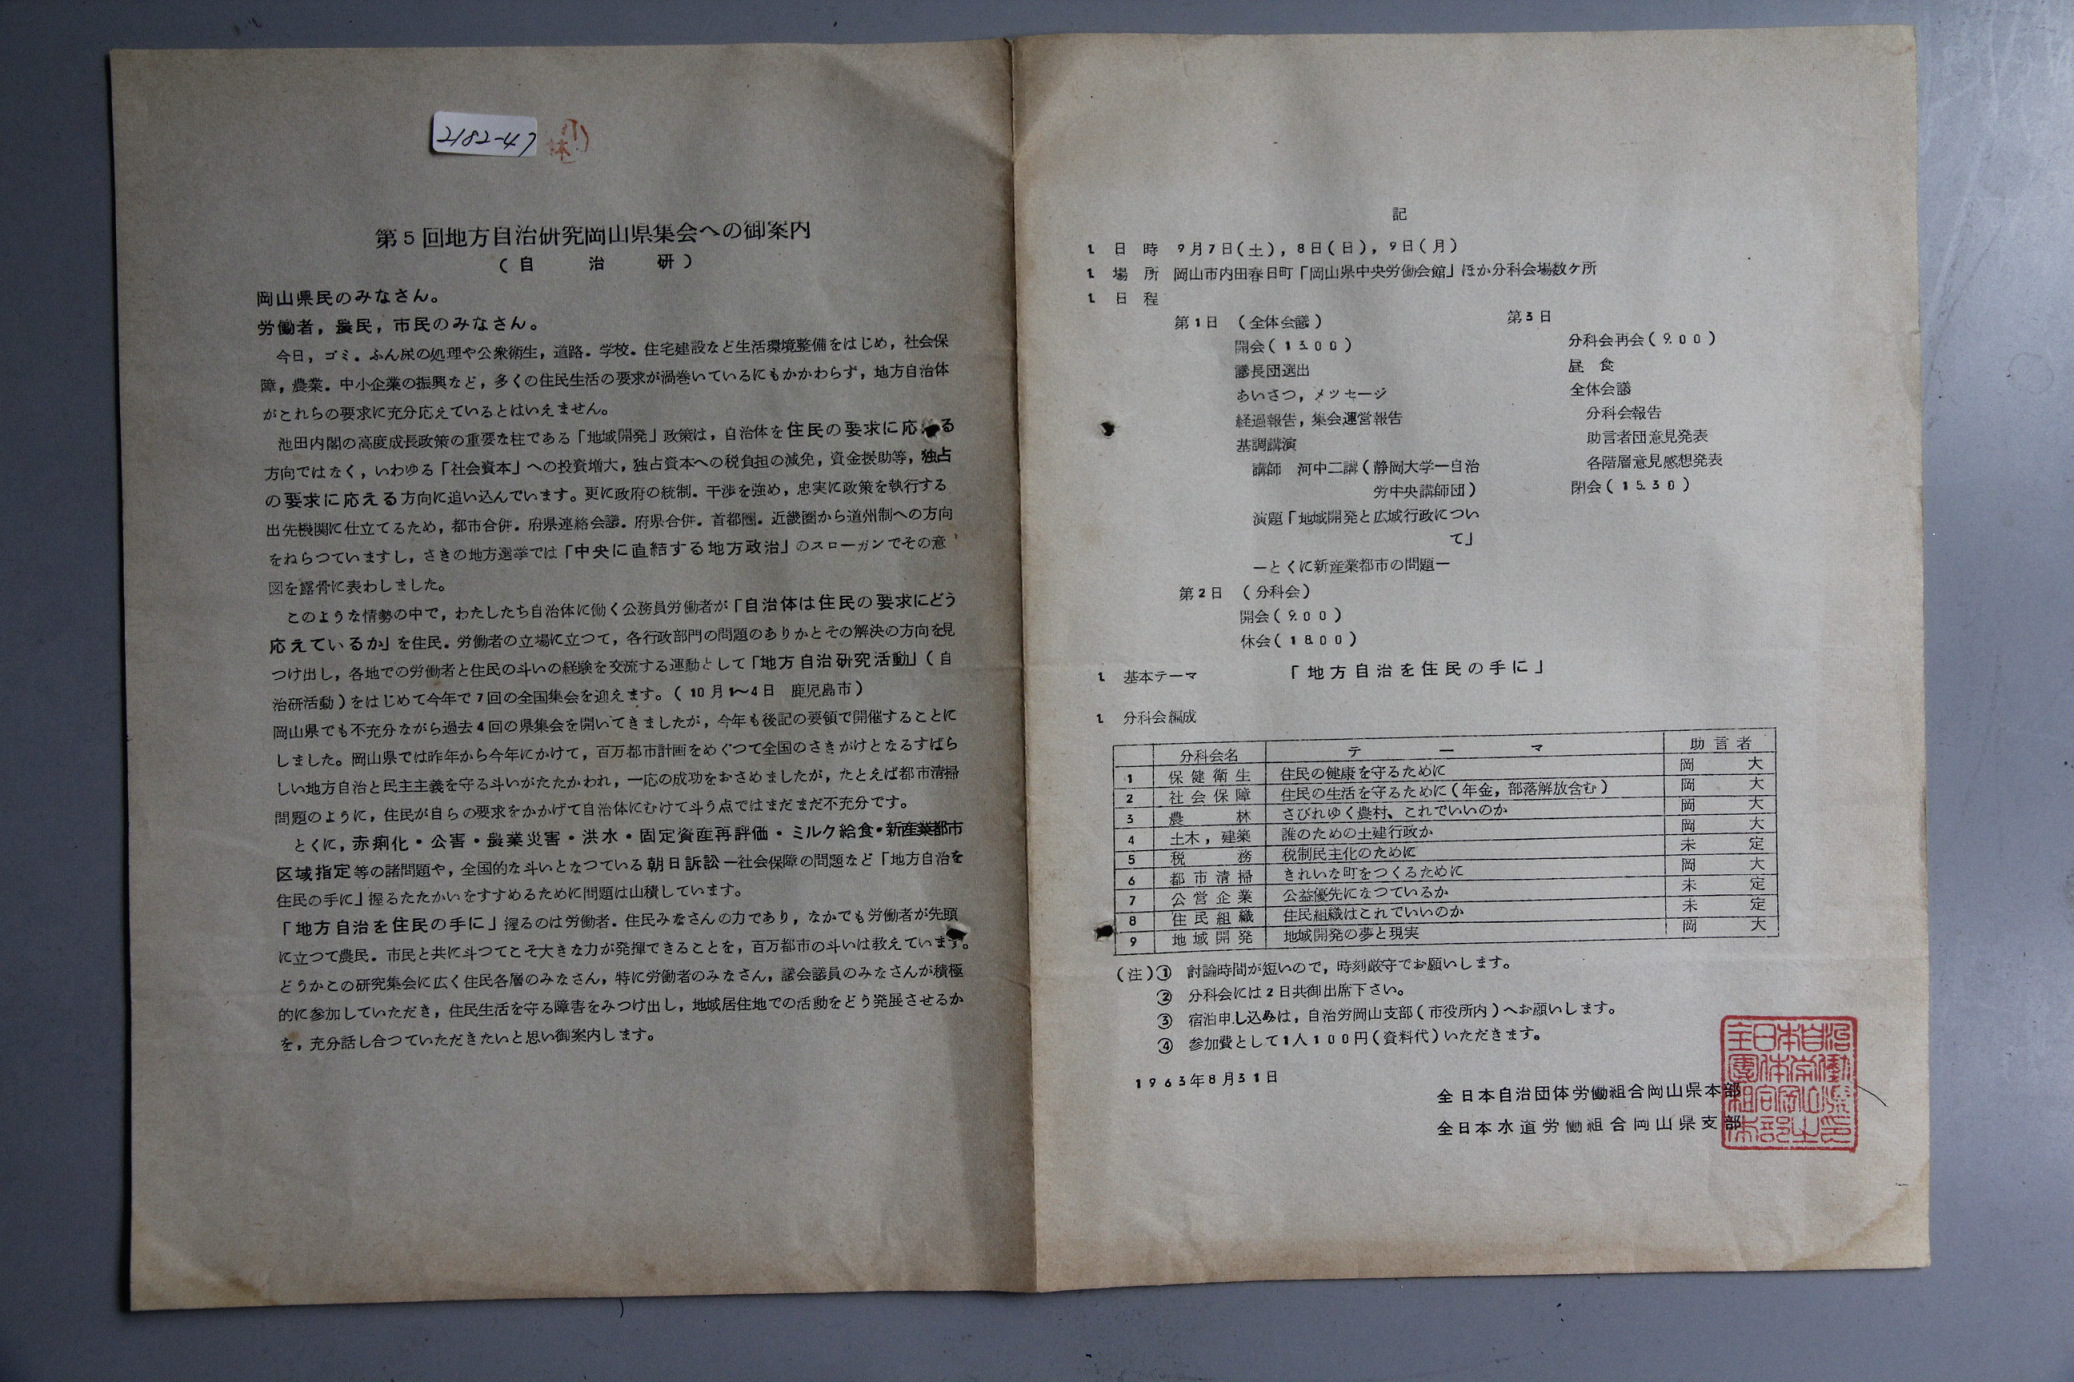 2182-47
第5回地方自治研究岡山県集会への御案内
（自　治　研）
岡山県民のみなさん。
労働者，農民，市民のみなさん。
今日，ゴミ．ふん尿の処理や公衆衛生，道路．学校．住宅建設など生活環境整備をはじめ，社会保
障，農業．中小企業の振興など，多くの住民生活の要求が渦巻いているにもかかわらず，地方自治体
がこれらの要求に充分応えているとはいえません。
池田内閣の高度成長政策の重要な柱である「地域開発」政策は，自治体を住民の要求に応える
方向ではなく，いわゆる「社会資本」への投資増大，独占資本への税負担の減免，資金援助等，独占
の要求に応える方向に追い込んでいます。更に政府の統制．干渉を強め，忠実に政策を執行する
出先機関に仕立てるため，都市合併．府県連絡会議．府県合併．首都圏．近畿圏から道州制への方向
をねらつていますし，さきの地方選挙では「中央に直結する地方政治」のスローガンでその意
図を露骨に表わしました。
このような情勢の中で，わたしたち自治体に働く公務員労働者が「自治体は住民の要求にどう
応えているか」を住民．労働者の立場に立つて，各行政部門の問題のありかとその解決の方向を見
つけ出し，各地での労働者と住民の斗いの経験を交流する運動として「地方自治研究活動」（自
治研活動）をはじめて今年で7回の全国集会を迎えます。（10月1〜4日　鹿児島市）
岡山県でも不充分ながら過去4回の県集会を開いてきましたが，今年も後記の要領で開催することに
しました。岡山県では昨年から今年にかけて，百万都市計画をめぐつて全国のさきがけとなるすばら
しい地方自治と民主主義を守る斗いがたたかわれ，一応の成功をおさめましたが，たとえば都市清掃
問題のように，住民が自らの要求をかかげて自治体にむけて斗う点ではまだまだ不充分です。
とくに，赤痢化・公害・農業災害・洪水・固定資産再評価・ミルク給食・新産業都市
区域指定等の諸問題や，全国的な斗いとなつている朝日訴訟—社会保障の問題など「地方自治を
住民の手に」握るたたかいをすすめるために問題は山積しています。
「地方自治を住民の手に」握るのは労働者．住民みなさんの力であり，なかでも労働者が先頭
に立つて農民．市民と共に斗つてこそ大きな力が発揮できることを，百万都市の斗いは教えています。
どうかこの研究集会に広く住民各層のみなさん，特に労働者のみなさん，議会議員のみなさんが積極
的に参加していただき，住民生活を守る障害をみつけ出し，地域居住地での活動をどう発展させるか
を，充分話し合つていただきたいと思い御案内します。
記
1. 日　時　9月7日（土），8日（日），9日（月）
1. 場　所　岡山市内田春日町「岡山県中央労働会館」ほか分科会場数ケ所
1. 日　程
第1日　（全体会議）
開会（13.00）
議長団選出
あいさつ，メッセージ
経過報告，集会運営報告
基調講演
講師　河中二講（静岡大学—自治
労中央講師団）
演題「地域開発と広域行政につい
て」
—とくに新産業都市の問題—
第2日　（分科会）
開会（9.00）
休会（18.00）
第3日
分科会再会（9.00）
昼　食
全体会議
分科会報告
助言者団意見発表
各階層意見感想発表
閉会（15.30）
1. 基本テーマ　「地方自治を住民の手に」
1. 分科会編成
分科会名　テーマ　助言者
1　保健衛生　住民の健康を守るために　岡大
2　社会保障　住民の生活を守るために（年金，部落解放含む）　岡大
3　農林　さびれゆく農村、これでいいのか　岡大
4　土木，建築　誰のための土建行政か　岡大
5　税務　税制民主化のために　未定
6　都市清掃　きれいな町をつくるために　岡大
7　公営企業　公益優先になつているか　未定
8　住民組織　住民組織はこれでいいのか　未定
9　地域開発　地域開発の夢と現実　岡大
（注）① 討論時間が短いので，時刻厳守でお願いします。
② 分科会には2日共御出席下さい。
③ 宿泊申し込みは，自治労岡山支部（市役所内）へお願いします。
④ 参加費として1人100円（資料代）いただきます。
1963年8月31日
全日本自治団体労働組合岡山県本部
全日本水道労働組合岡山県支部